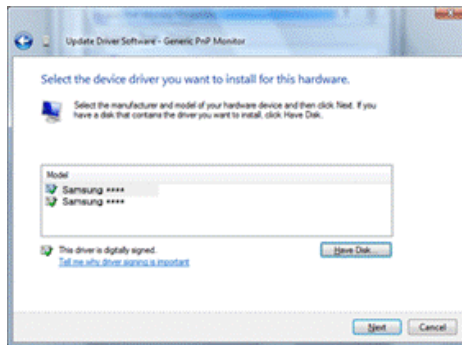 Update Driver Software - Generic PnP Monitor
Select the device driver you want to install for this hardware.
Select the manufacturer and model of your hardware device and then click Next. If you
have a disk that contains the driver you want to install, click Have Disk.
Model
Samsung ****
Samsung ****
This driver is digitally signed.
Have Disk...
Tell me why driver signing is important
Next
Cancel